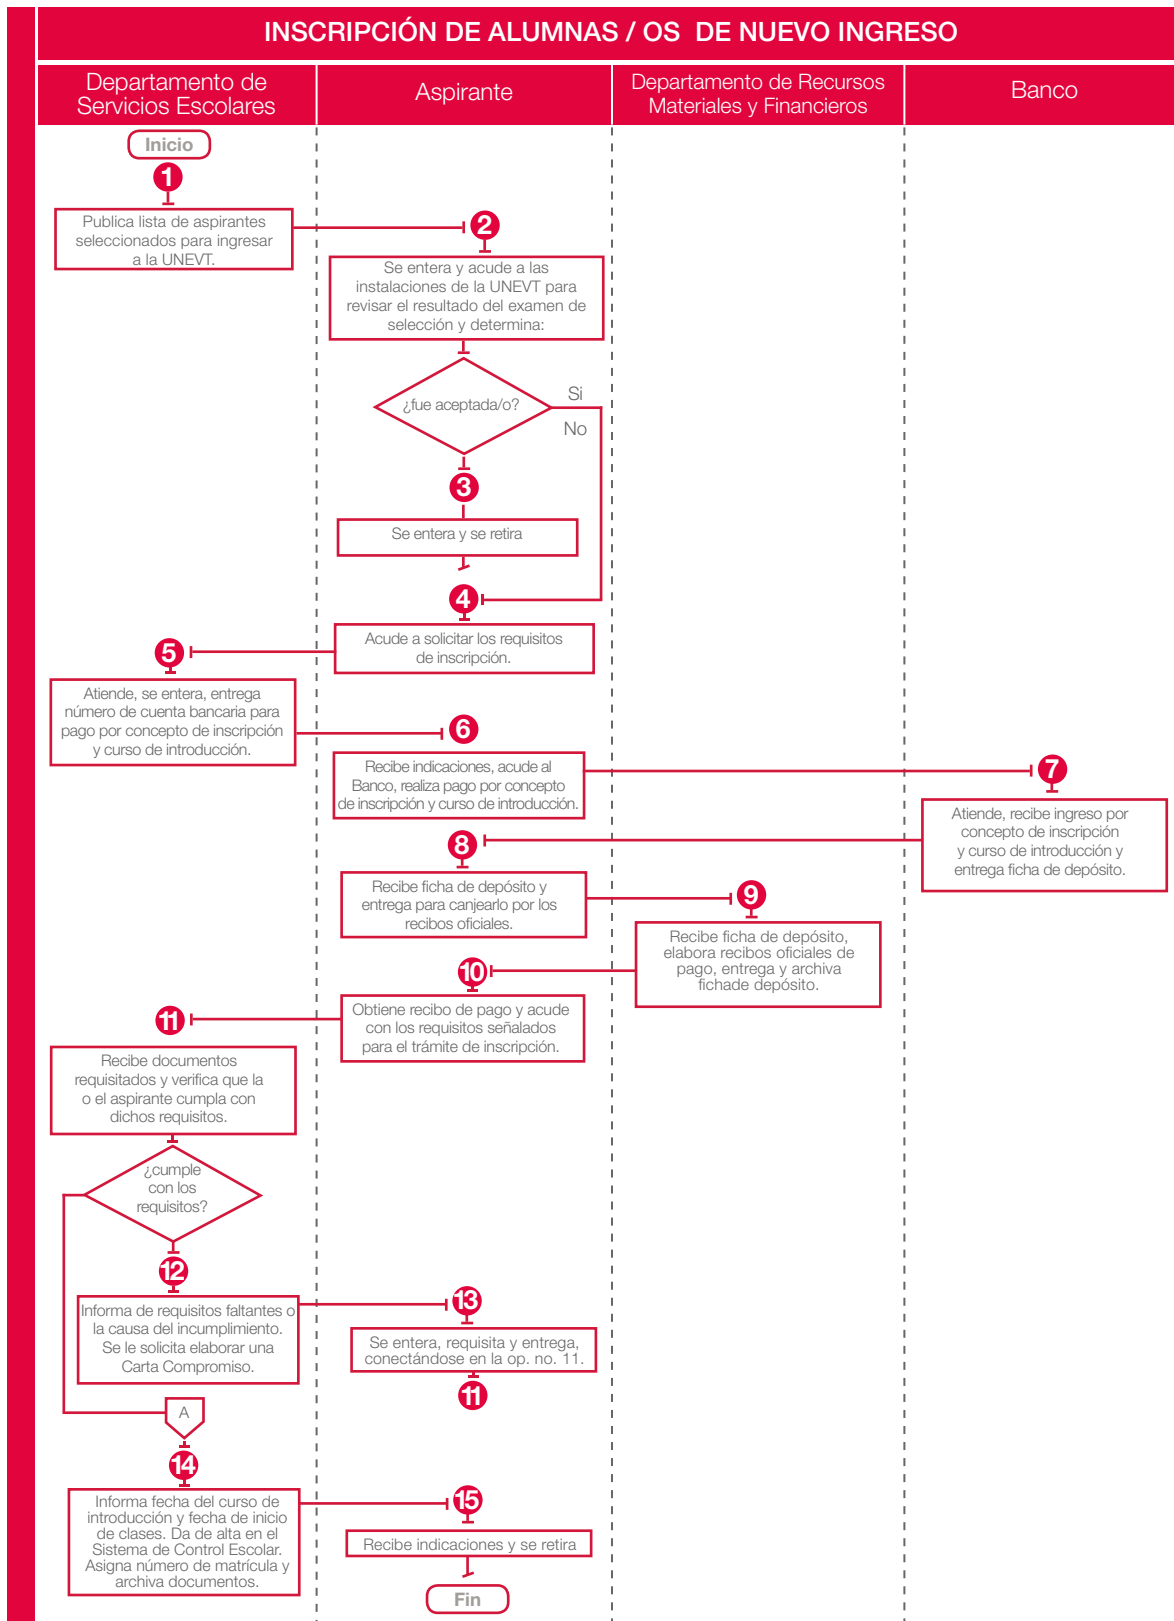 INSCRIPCIÓN DE ALUMNAS / OS  DE NUEVO INGRESO
Departamento de
Servicios Escolares
Aspirante
Departamento de Recursos
Materiales y Financieros
Banco
Inicio
1
Publica lista de aspirantes
seleccionados para ingresar
a la UNEVT.
2
Se entera y acude a las
instalaciones de la UNEVT para
revisar el resultado del examen de
selección y determina:
¿fue aceptada/o?
Si
No
3
Se entera y se retira
4
Acude a solicitar los requisitos
de inscripción.
5
Atiende, se entera, entrega
número de cuenta bancaria para
pago por concepto de inscripción
y curso de introducción.
6
Recibe indicaciones, acude al
Banco, realiza pago por concepto
de inscripción y curso de introducción.
7
Atiende, recibe ingreso por
concepto de inscripción
y curso de introducción y
entrega ficha de depósito.
8
Recibe ficha de depósito y
entrega para canjearlo por los
recibos oficiales.
9
Recibe ficha de depósito,
elabora recibos oficiales de
pago, entrega y archiva
fichade depósito.
10
Obtiene recibo de pago y acude
con los requisitos señalados
para el trámite de inscripción.
11
Recibe documentos
requisitados y verifica que la
o el aspirante cumpla con
dichos requisitos.
¿cumple
con los
requisitos?
12
Informa de requisitos faltantes o
la causa del incumplimiento.
Se le solicita elaborar una
Carta Compromiso.
13
Se entera, requisita y entrega,
conectándose en la op. no. 11.
11
A
14
Informa fecha del curso de
introducción y fecha de inicio
de clases. Da de alta en el
Sistema de Control Escolar.
Asigna número de matrícula y
archiva documentos.
15
Recibe indicaciones y se retira
Fin